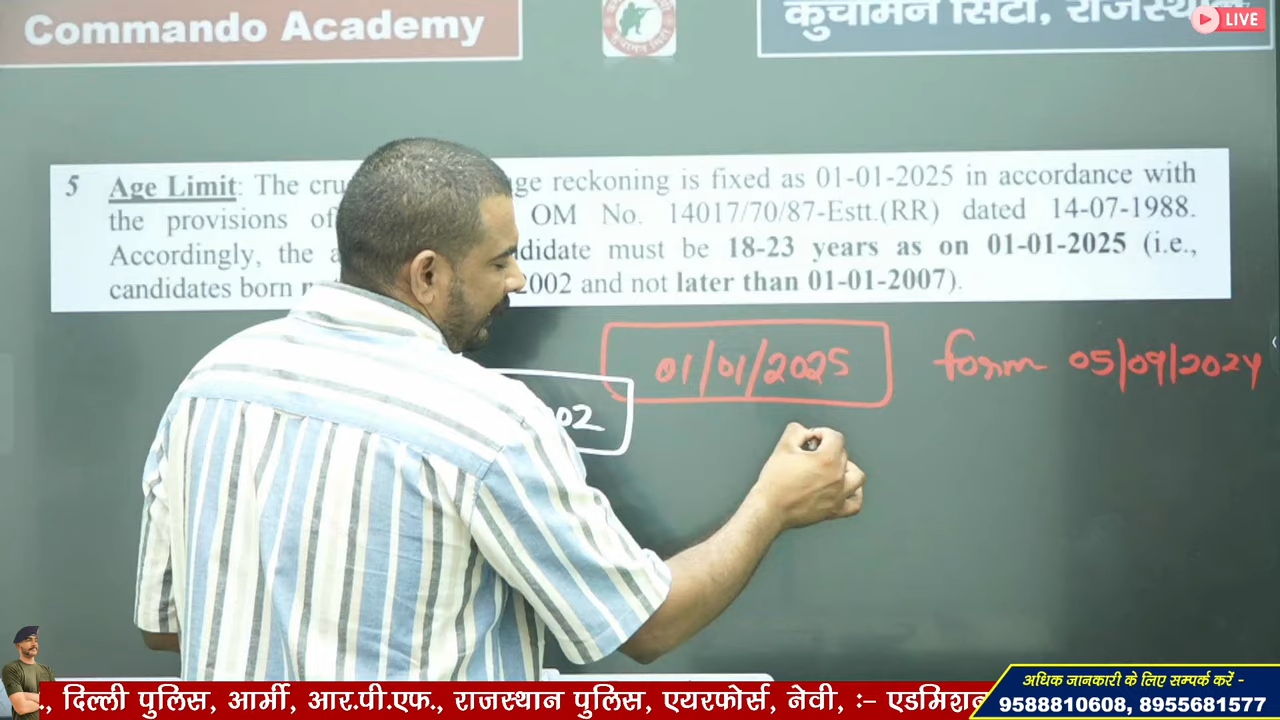 Commando Academy
कुचामन सिटी, राजस्थान
LIVE
5 Age Limit: The reckoning is fixed as 01-01-2025 in accordance with
the provisions of OM No. 14017/70/87-Estt.(RR) dated 14-07-1988.
Accordingly, the must be 18-23 years as on 01-01-2025 (i.e.,
candidates born 2002 and not later than 01-01-2007).
01/01/2025
form 05/09/2024
02
दिल्ली पुलिस, आर्मी, आर.पी.एफ., राजस्थान पुलिस, एयरफोर्स, नेवी, :- एडमिशन
अधिक जानकारी के लिए सम्पर्क करें -
9588810608, 8955681577